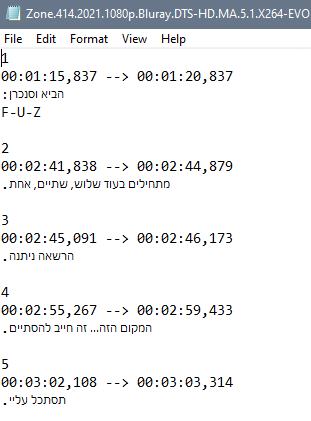 Zone.414.2021.1080p.Bluray.DTS-HD.MA.5.1.X264-EVO
File Edit Format View Help
1
00:01:15,837 --> 00:01:20,837
הביא וסנכרן:
F-U-Z
2
00:02:41,838 --> 00:02:44,879
מתחילים בעוד שלוש, שתיים, אחת.
3
00:02:45,091 --> 00:02:46,173
הרשאה ניתנה.
4
00:02:55,267 --> 00:02:59,433
המקום הזה... זה חייב להסתיים.
5
00:03:02,108 --> 00:03:03,314
תסתכל עליי.